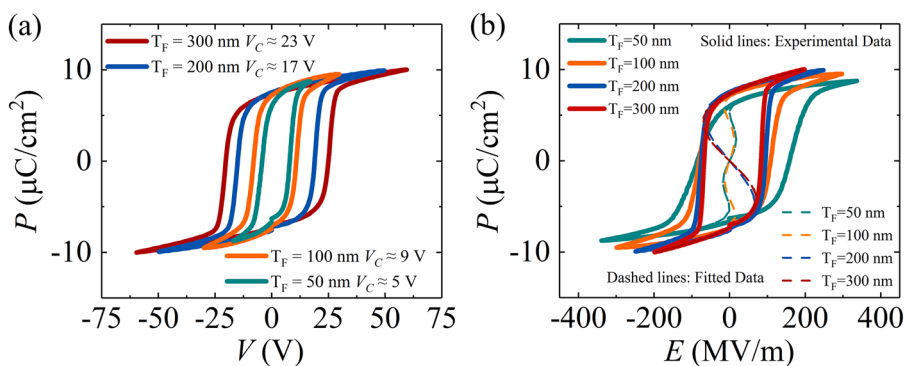 (a)
T_F = 300 nm V_C ≈ 23 V
T_F = 200 nm V_C ≈ 17 V
10
0
-10
P (μC/cm²)
T_F = 100 nm V_C ≈ 9 V
T_F = 50 nm V_C ≈ 5 V
-50 -25 0 25 50 75
V (V)
(b)
T_F=50 nm
T_F=100 nm
T_F=200 nm
T_F=300 nm
Solid lines: Experimental Data
10
0
-10
P (μC/cm²)
T_F=50 nm
T_F=100 nm
T_F=200 nm
T_F=300 nm
Dashed lines: Fitted Data
-400 -200 0 200 400
E (MV/m)